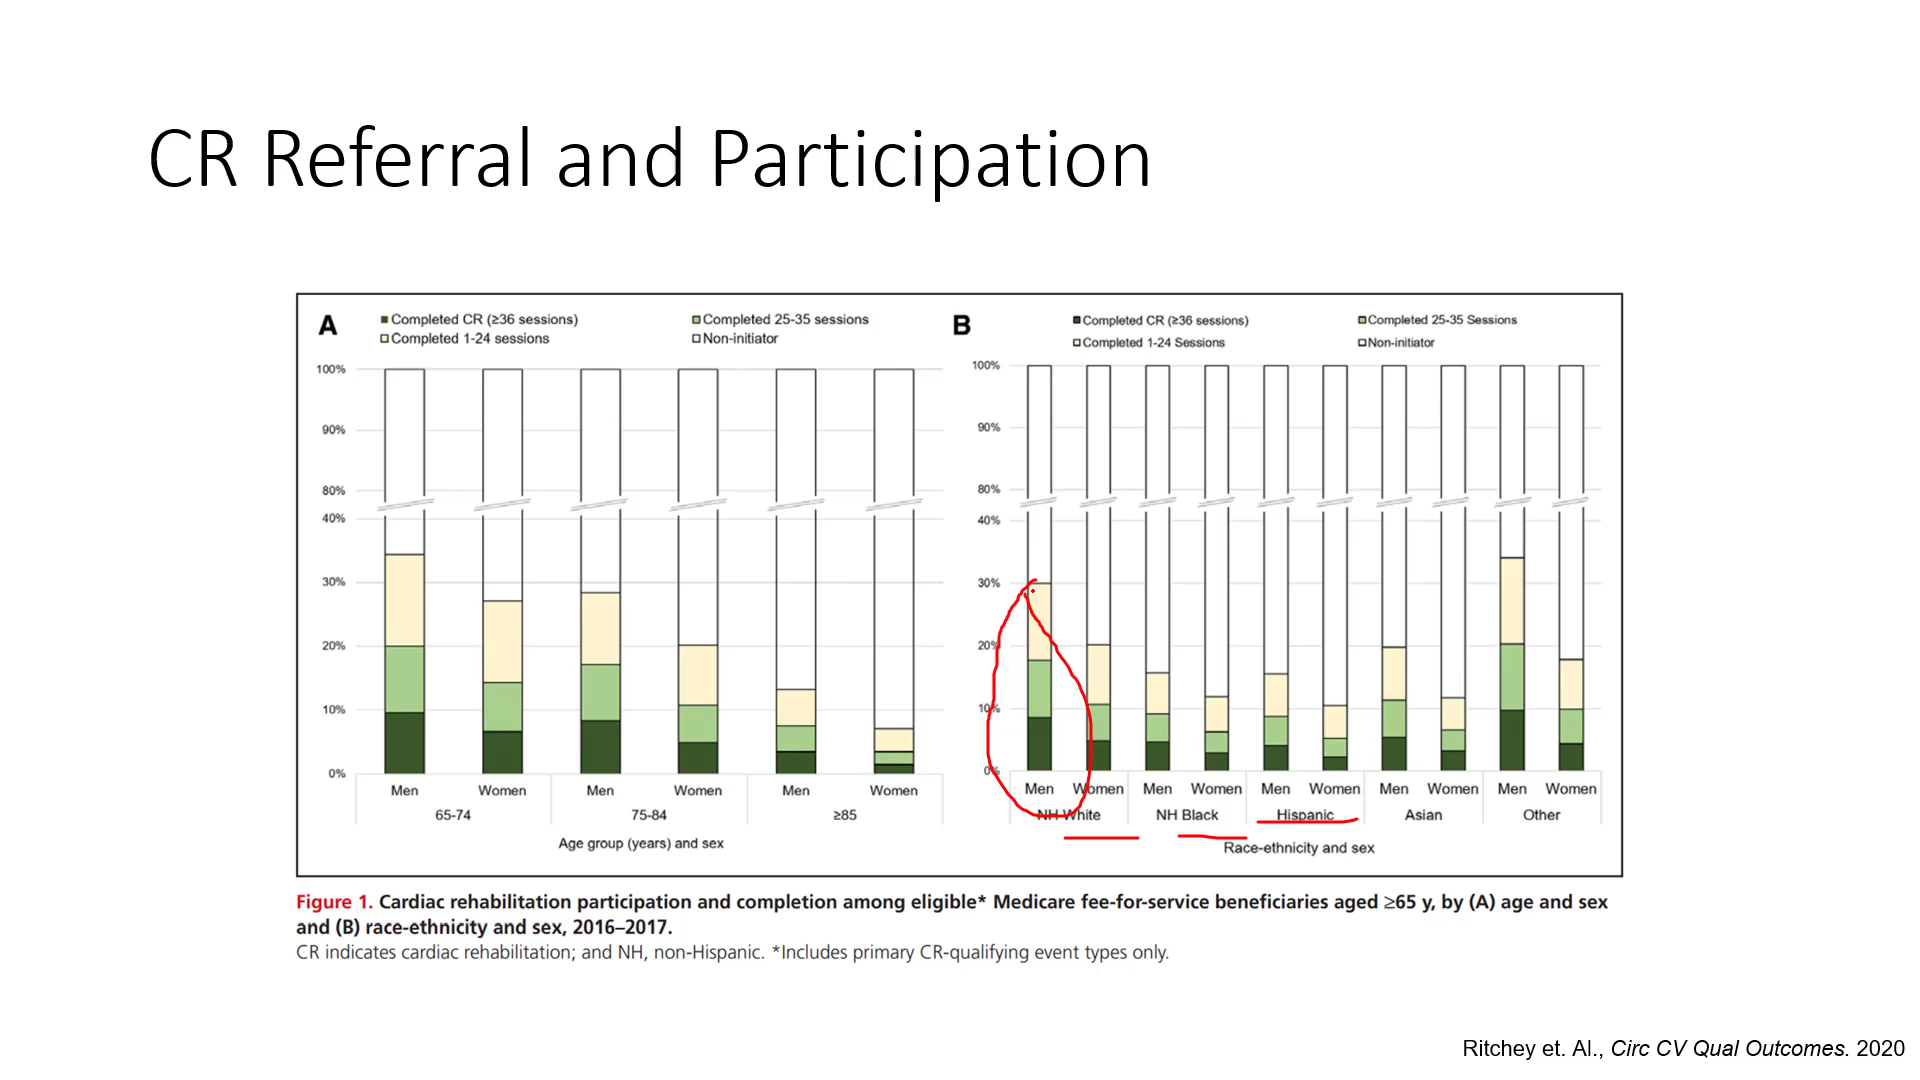 CR Referral and Participation
A
Completed CR (≥36 sessions)
Completed 25-35 sessions
Completed 1-24 sessions
Non-initiator
100%
90%
80%
40%
30%
20%
10%
0%
Men Women Men Women Men Women
65-74 75-84 ≥85
Age group (years) and sex
B
Completed CR (≥36 sessions)
Completed 25-35 Sessions
Completed 1-24 Sessions
Non-initiator
100%
90%
80%
40%
30%
20%
10%
0%
Men Women Men Women Men Women Men Women Men Women
NH White NH Black Hispanic Asian Other
Race-ethnicity and sex
Figure 1. Cardiac rehabilitation participation and completion among eligible* Medicare fee-for-service beneficiaries aged ≥65 y, by (A) age and sex
and (B) race-ethnicity and sex, 2016–2017.
CR indicates cardiac rehabilitation; and NH, non-Hispanic. *Includes primary CR-qualifying event types only.
Ritchey et. Al., Circ CV Qual Outcomes. 2020